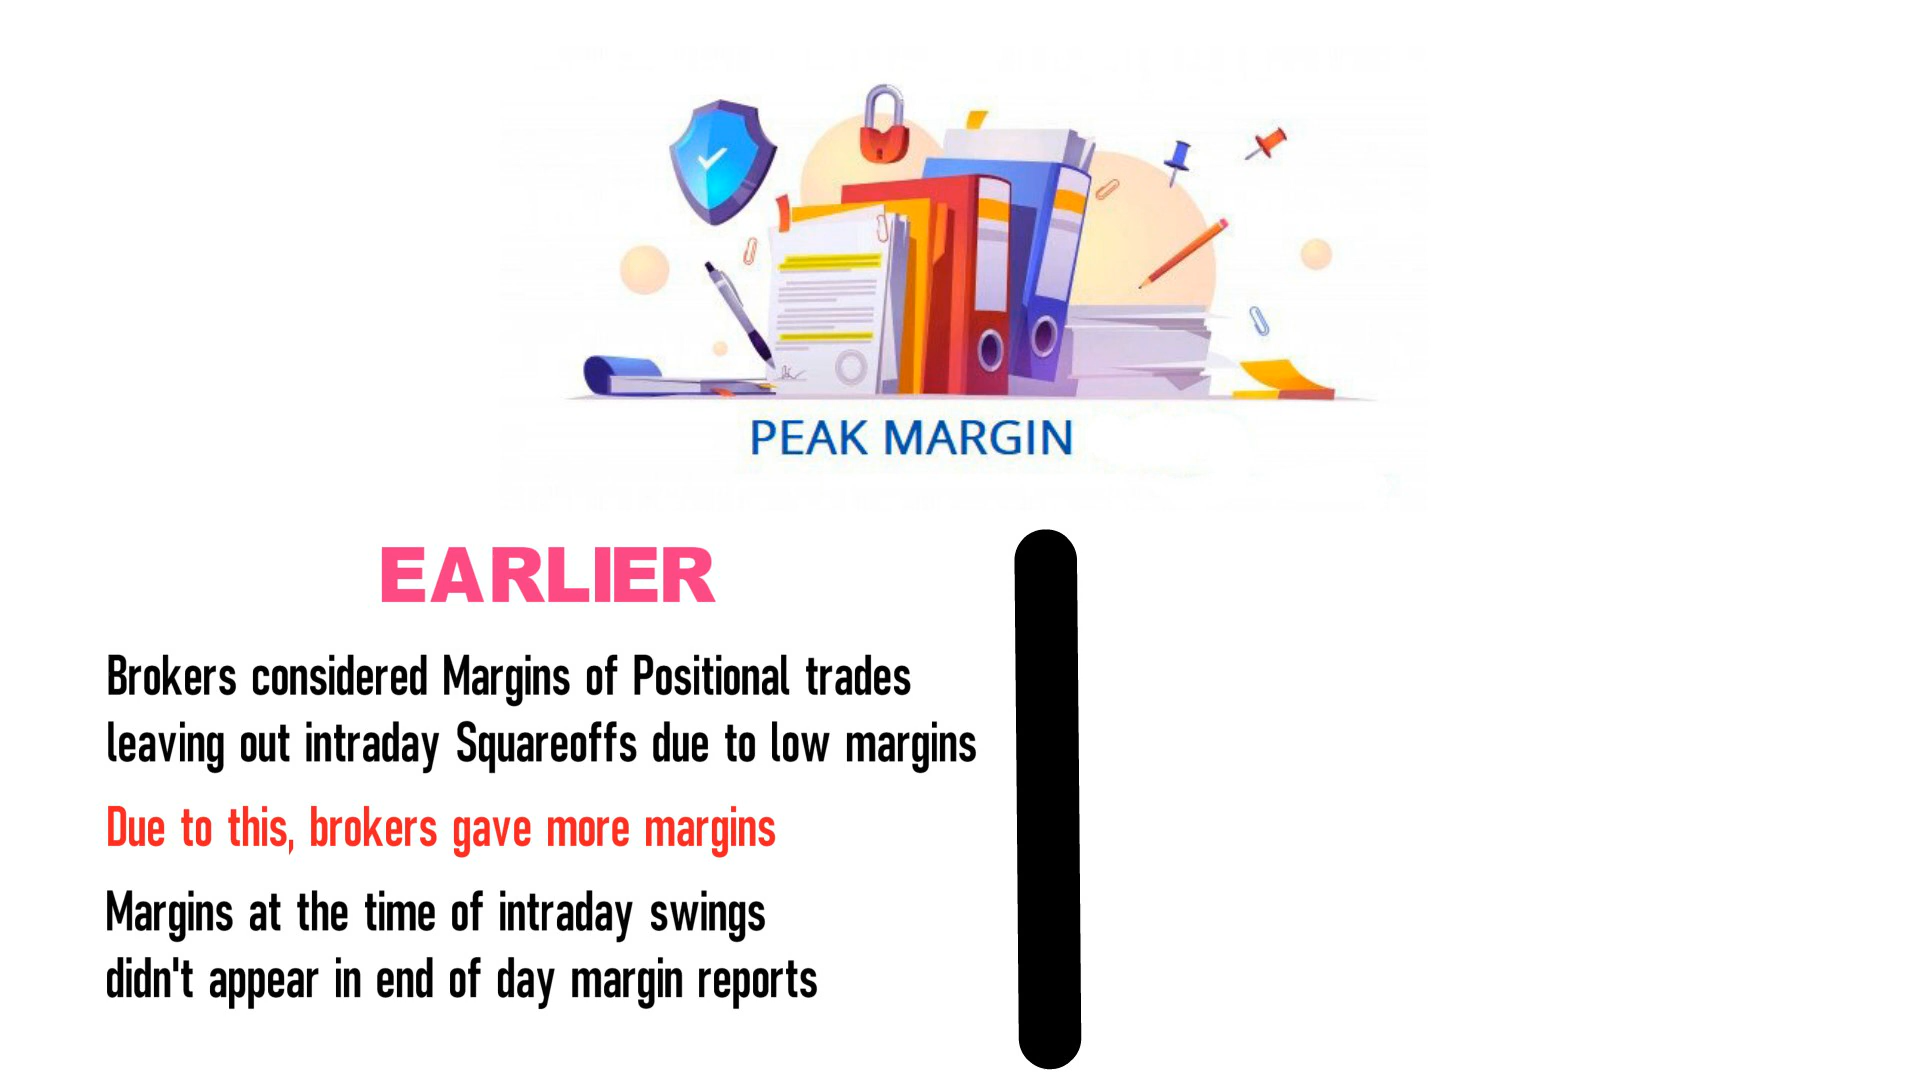 PEAK MARGIN
EARLIER
Brokers considered Margins of Positional trades
leaving out intraday Squareoffs due to low margins
Due to this, brokers gave more margins
Margins at the time of intraday swings
didn't appear in end of day margin reports